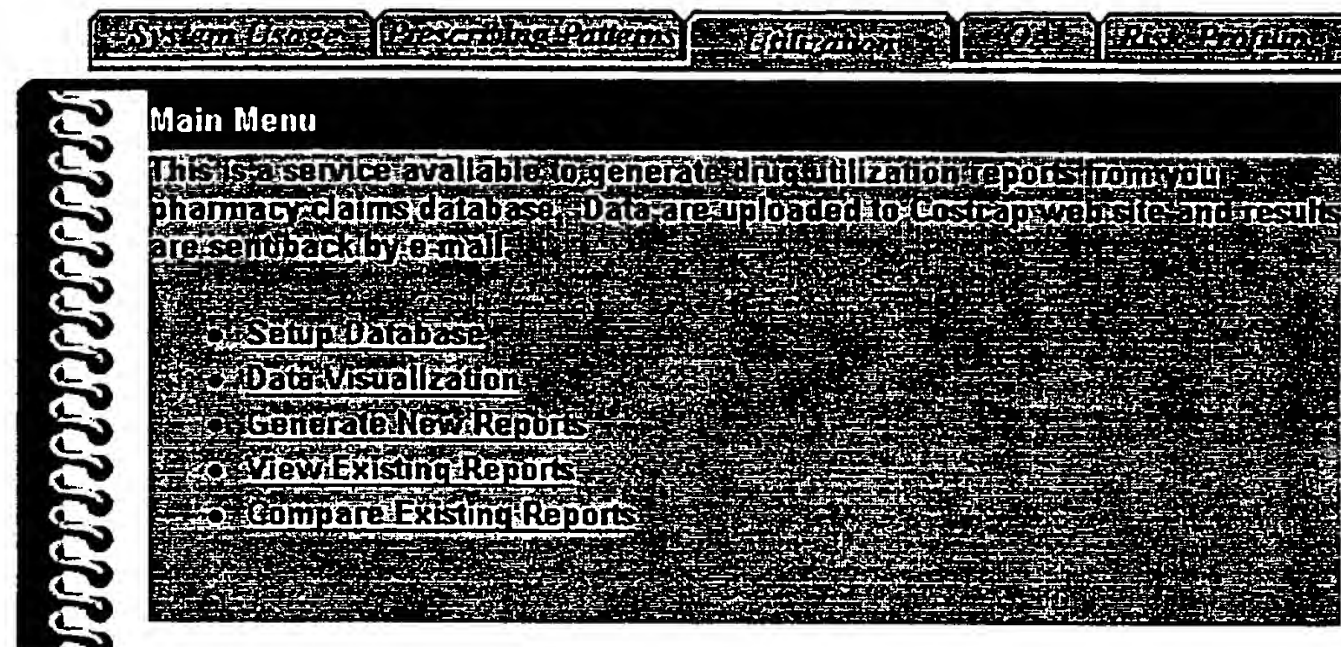 System Usage Prescribing Patterns Utilization Risk Profiling
Main Menu
This is a service available to generate drug utilization reports from you
pharmacy claims database. Data are uploaded to Costcap web site and results
are sent back by e-mail
• Setup Database
• Data Visualization
• Generate New Reports
• View Existing Reports
• Compare Existing Reports